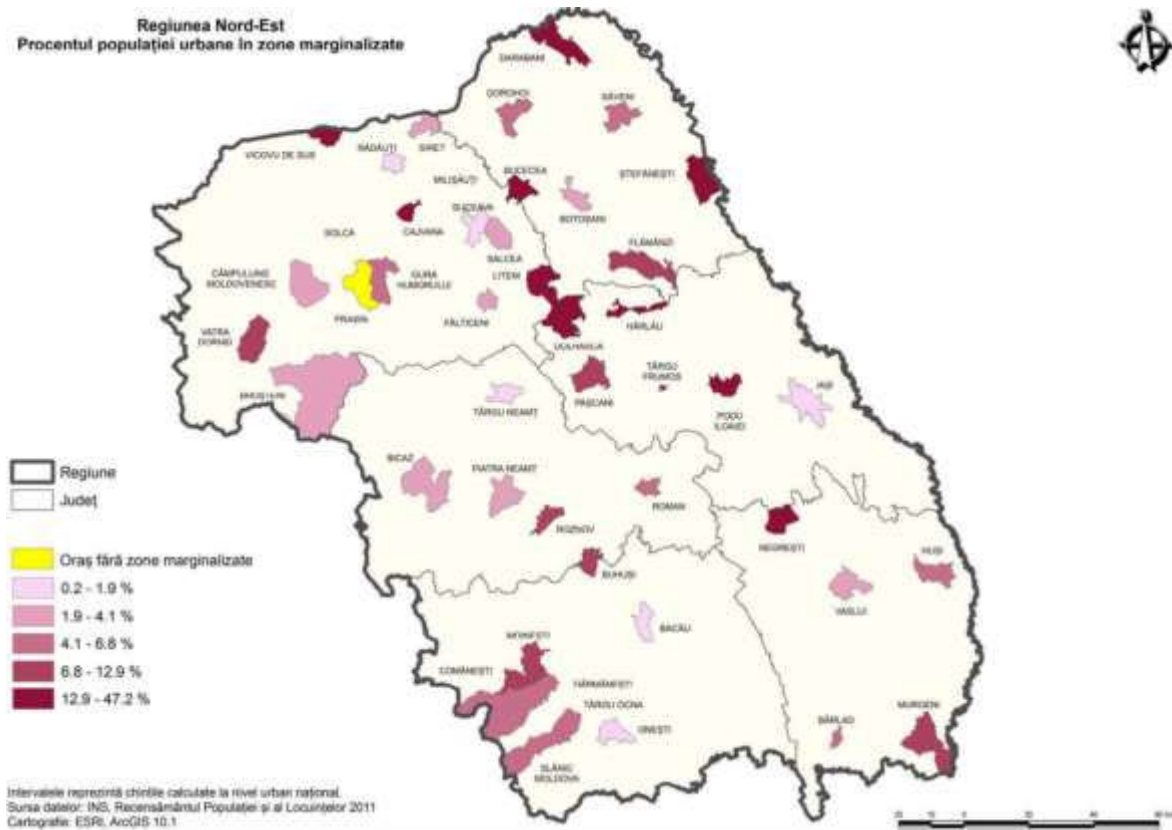 Regiunea Nord-Est
Procentul populației urbane în zone marginalizate
DARABANI
DOROHOI
SĂVENI
VICOVU DE SUS
RĂDĂUȚI
SIRET
MILISĂUȚI
BUCECEA
ȘTEFĂNEȘTI
SUCEAVA
BOTOȘANI
SOLCA
CAJVANA
SALCEA
FLĂMÂNZI
CÂMPULUNG
MOLDOVENESC
GURA
HUMORULUI
LITENI
FRASIN
FĂLTICENI
HÂRLĂU
VATRA
DORNEI
DOLHASCA
TÂRGU
FRUMOS
IAȘI
PAȘCANI
PODU
ILOAIEI
BROȘTENI
TÂRGU NEAMȚ
BICAZ
PIATRA NEAMȚ
ROMAN
ROZNOV
NEGREȘTI
HUȘI
BUHUȘI
VASLUI
BACĂU
COMĂNEȘTI
TÂRGU OCNA
ONEȘTI
SLĂNIC
MOLDOVA
BÂRLAD
MURGENI
Regiune
Județ
Oraș fără zone marginalizate
0.2 - 1.9 %
1.9 - 4.1 %
4.1 - 6.8 %
6.8 - 12.9 %
12.9 - 47.2 %
Intervalele reprezintă chintile calculate la nivel urban național.
Sursa datelor: INS, Recensământul Populației și al Locuințelor 2011
Cartografie: ESRI, ArcGIS 10.1